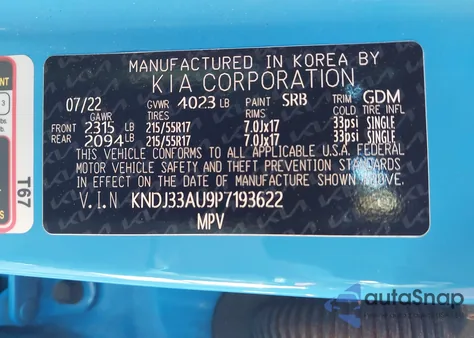 MANUFACTURED IN KOREA BY
KIA CORPORATION
07/22 GVWR 4023 LB PAINT SRB TRIM GDM
GAWR TIRES RIMS COLD TIRE INFL
FRONT 2315 LB 215/55R17 7.0Jx17 33psi SINGLE
REAR 2094 LB 215/55R17 7.0Jx17 33psi SINGLE
THIS VEHICLE CONFORMS TO ALL APPLICABLE U.S.A. FEDERAL
MOTOR VEHICLE SAFETY AND THEFT PREVENTION STANDARDS
IN EFFECT ON THE DATE OF MANUFACTURE SHOWN ABOVE.
V.I.N KNDJ33AU9P7193622
MPV
T67
autoSnap